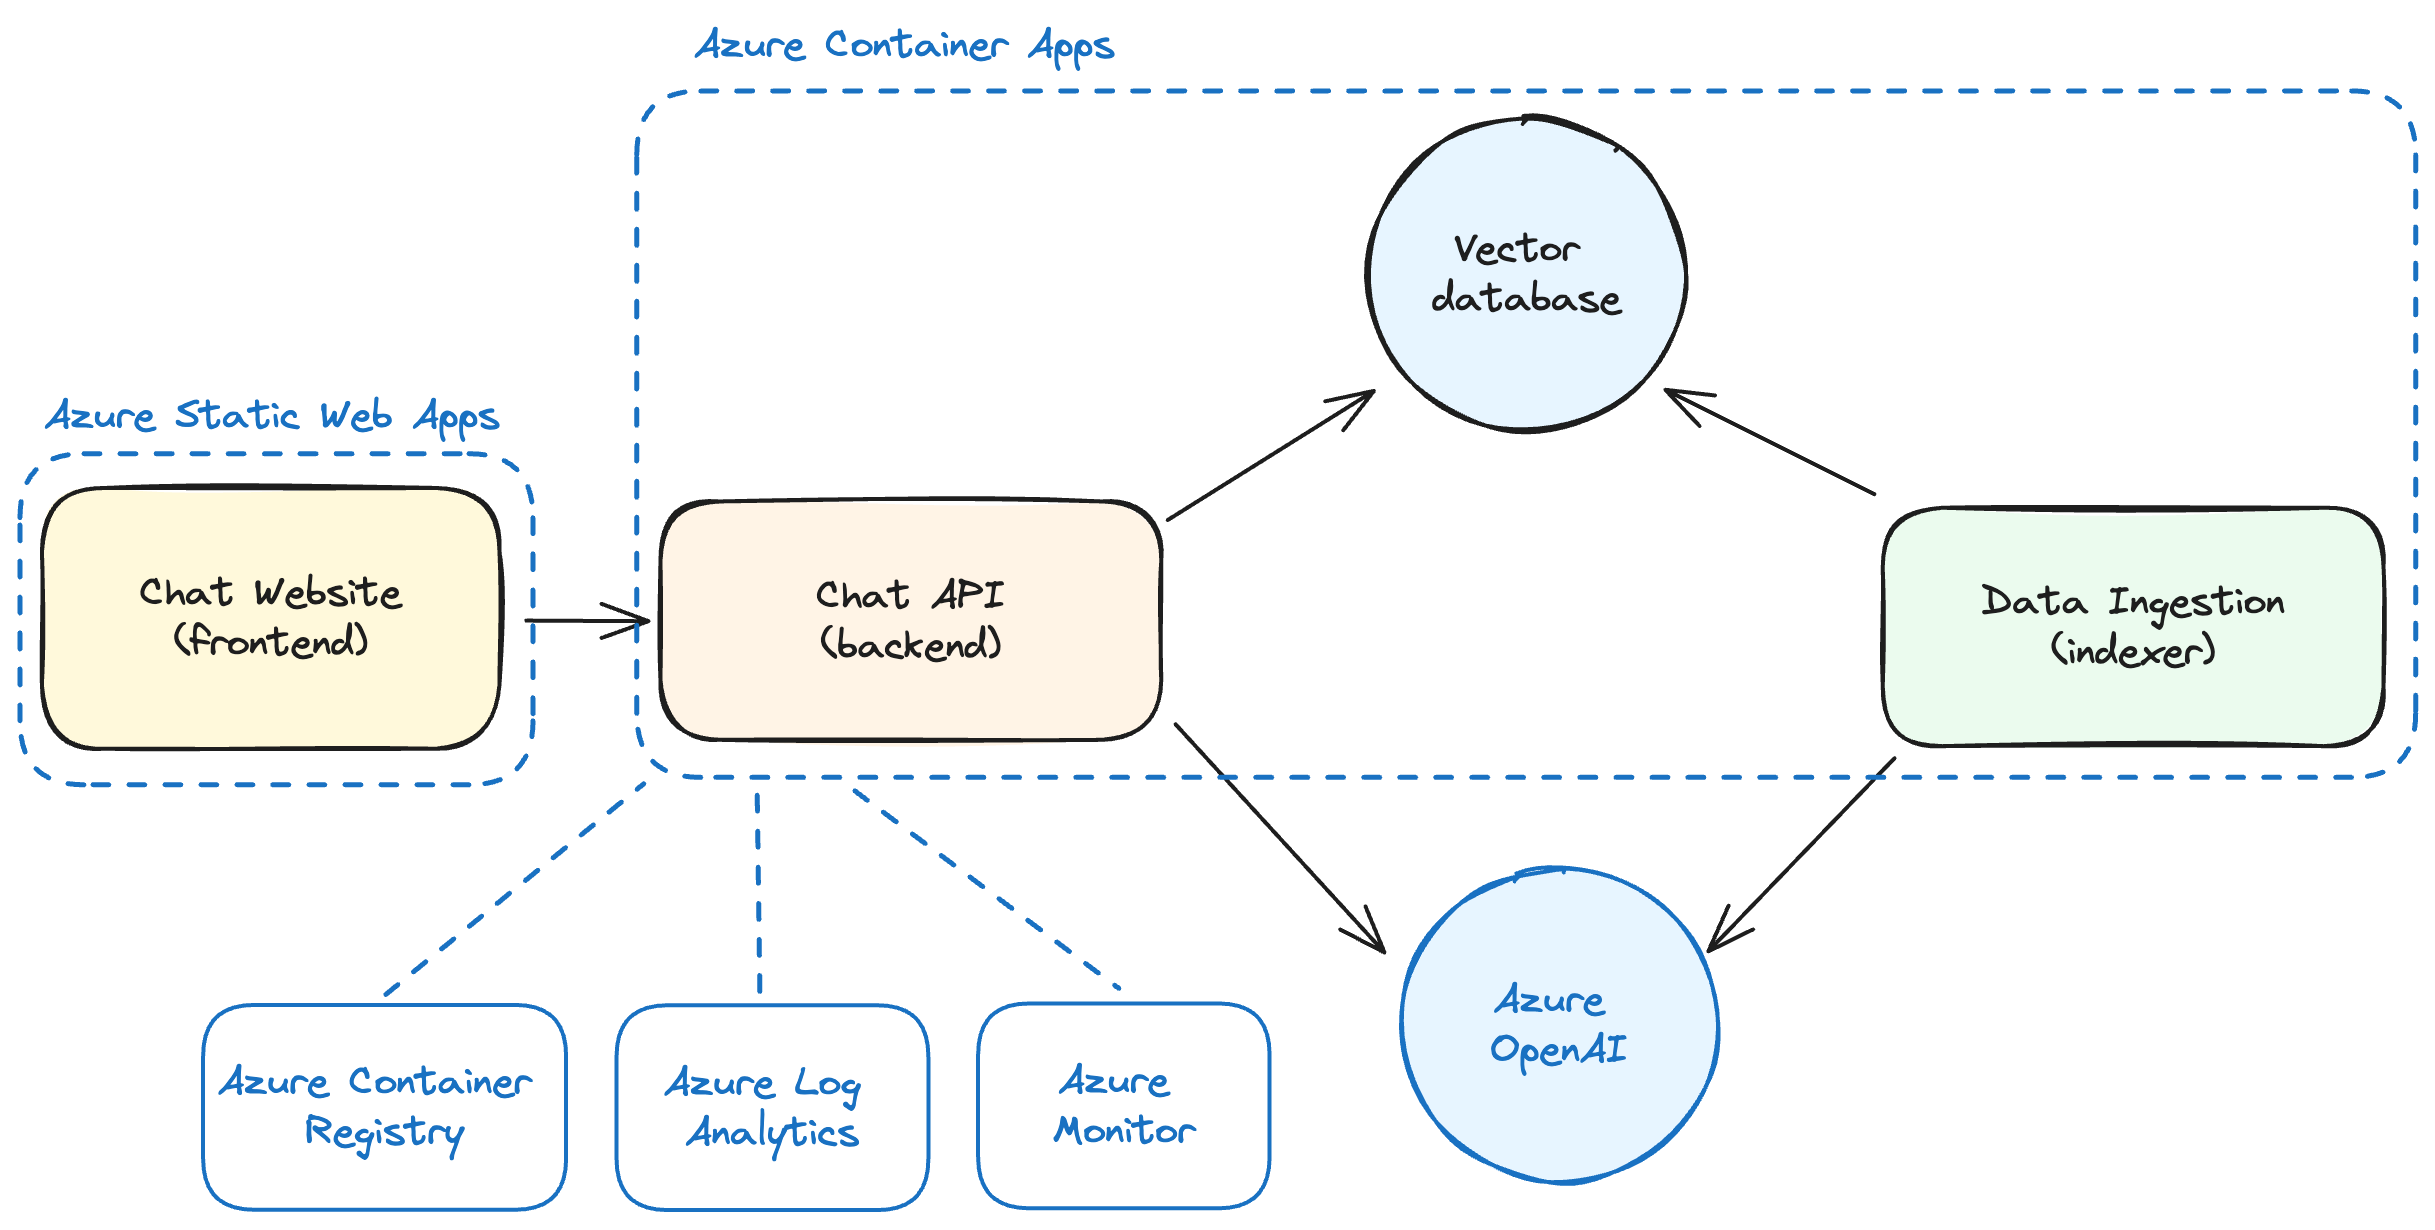 Azure Container Apps
Vector
database
Azure Static Web Apps
Chat Website
(frontend)
Chat API
(backend)
Data Ingestion
(indexer)
Azure
OpenAI
Azure Container
Registry
Azure Log
Analytics
Azure
Monitor